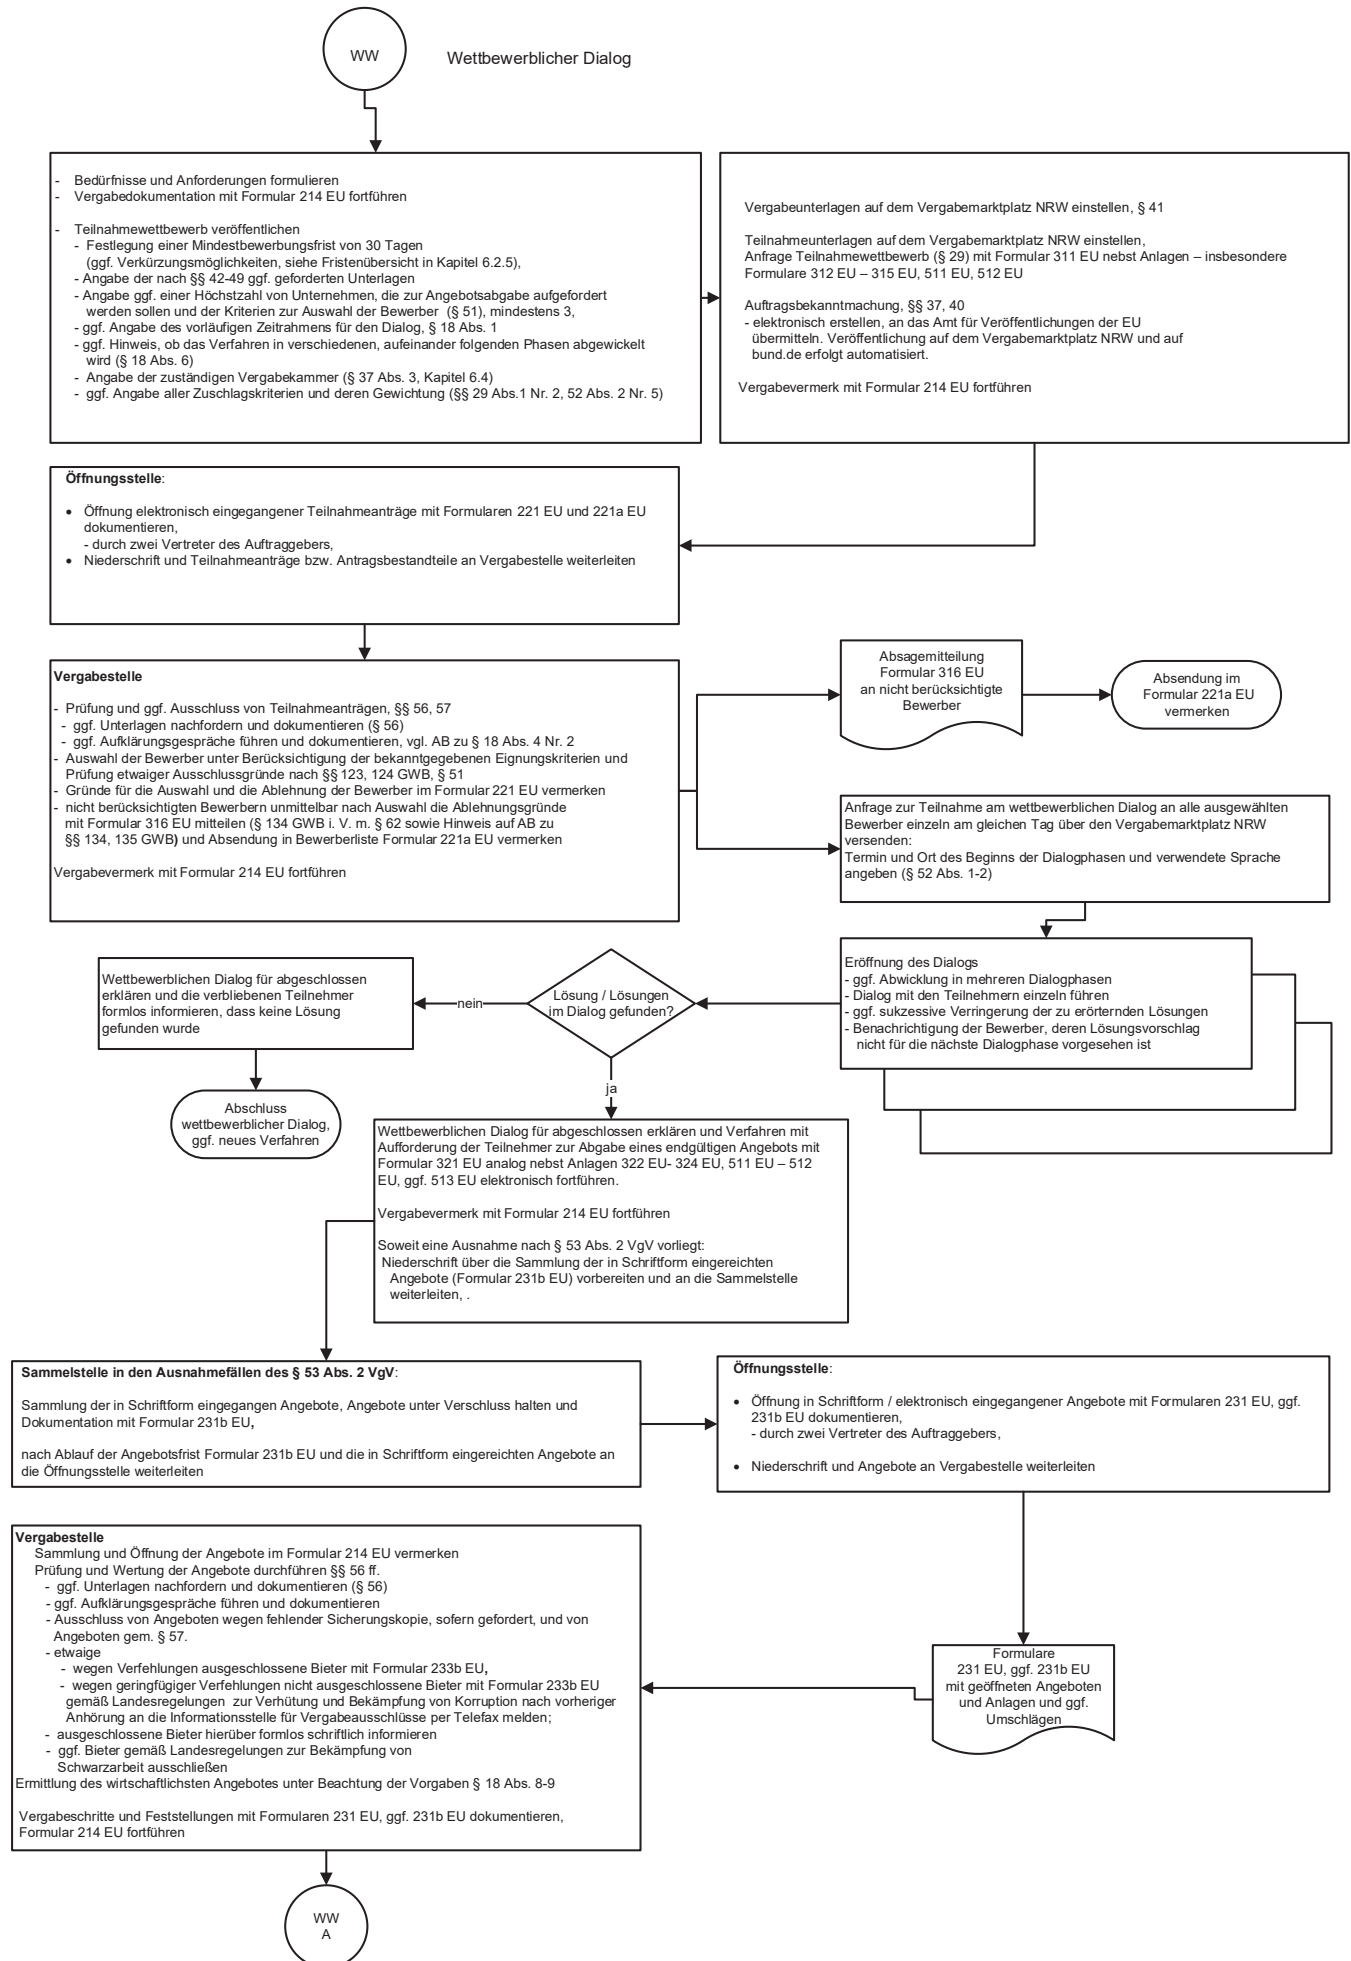 WW
Wettbewerblicher Dialog
- Bedürfnisse und Anforderungen formulieren
- Vergabedokumentation mit Formular 214 EU fortführen
- Teilnahmewettbewerb veröffentlichen
- Festlegung einer Mindestbewerbungsfrist von 30 Tagen
(ggf. Verkürzungsmöglichkeiten, siehe Fristenübersicht in Kapitel 6.2.5),
- Angabe der nach §§ 42-49 ggf. geforderten Unterlagen
- Angabe ggf. einer Höchstzahl von Unternehmen, die zur Angebotsabgabe aufgefordert
werden sollen und der Kriterien zur Auswahl der Bewerber (§ 51), mindestens 3,
- ggf. Angabe des vorläufigen Zeitrahmens für den Dialog, § 18 Abs. 1
- ggf. Hinweis, ob das Verfahren in verschiedenen, aufeinander folgenden Phasen abgewickelt
wird (§ 18 Abs. 6)
- Angabe der zuständigen Vergabekammer (§ 37 Abs. 3, Kapitel 6.4)
- ggf. Angabe aller Zuschlagskriterien und deren Gewichtung (§§ 29 Abs.1 Nr. 2, 52 Abs. 2 Nr. 5)
Vergabeunterlagen auf dem Vergabemarktplatz NRW einstellen, § 41
Teilnahmeunterlagen auf dem Vergabemarktplatz NRW einstellen,
Anfrage Teilnahmewettbewerb (§ 29) mit Formular 311 EU nebst Anlagen – insbesondere
Formulare 312 EU – 315 EU, 511 EU, 512 EU
Auftragsbekanntmachung, §§ 37, 40
- elektronisch erstellen, an das Amt für Veröffentlichungen der EU
übermitteln. Veröffentlichung auf dem Vergabemarktplatz NRW und auf
bund.de erfolgt automatisiert.
Vergabevermerk mit Formular 214 EU fortführen
Öffnungsstelle:
• Öffnung elektronisch eingegangener Teilnahmeanträge mit Formularen 221 EU und 221a EU
dokumentieren,
- durch zwei Vertreter des Auftraggebers,
• Niederschrift und Teilnahmeanträge bzw. Antragsbestandteile an Vergabestelle weiterleiten
Vergabestelle
- Prüfung und ggf. Ausschluss von Teilnahmeanträgen, §§ 56, 57
- ggf. Unterlagen nachfordern und dokumentieren (§ 56)
- ggf. Aufklärungsgespräche führen und dokumentieren, vgl. AB zu § 18 Abs. 4 Nr. 2
- Auswahl der Bewerber unter Berücksichtigung der bekanntgegebenen Eignungskriterien und
Prüfung etwaiger Ausschlussgründe nach §§ 123, 124 GWB, § 51
- Gründe für die Auswahl und die Ablehnung der Bewerber im Formular 221 EU vermerken
- nicht berücksichtigten Bewerbern unmittelbar nach Auswahl die Ablehnungsgründe
mit Formular 316 EU mitteilen (§ 134 GWB i. V. m. § 62 sowie Hinweis auf AB zu
§§ 134, 135 GWB) und Absendung in Bewerberliste Formular 221a EU vermerken
Vergabevermerk mit Formular 214 EU fortführen
Absagemitteilung
Formular 316 EU
an nicht berücksichtigte
Bewerber
Absendung im
Formular 221a EU
vermerken
Anfrage zur Teilnahme am wettbewerblichen Dialog an alle ausgewählten
Bewerber einzeln am gleichen Tag über den Vergabemarktplatz NRW
versenden:
Termin und Ort des Beginns der Dialogphasen und verwendete Sprache
angeben (§ 52 Abs. 1-2)
Eröffnung des Dialogs
- ggf. Abwicklung in mehreren Dialogphasen
- Dialog mit den Teilnehmern einzeln führen
- ggf. sukzessive Verringerung der zu erörternden Lösungen
- Benachrichtigung der Bewerber, deren Lösungsvorschlag
nicht für die nächste Dialogphase vorgesehen ist
Lösung / Lösungen
im Dialog gefunden?
nein
Wettbewerblichen Dialog für abgeschlossen
erklären und die verbliebenen Teilnehmer
formlos informieren, dass keine Lösung
gefunden wurde
Abschluss
wettbewerblicher Dialog,
ggf. neues Verfahren
ja
Wettbewerblichen Dialog für abgeschlossen erklären und Verfahren mit
Aufforderung der Teilnehmer zur Abgabe eines endgültigen Angebots mit
Formular 321 EU analog nebst Anlagen 322 EU- 324 EU, 511 EU – 512
EU, ggf. 513 EU elektronisch fortführen.
Vergabevermerk mit Formular 214 EU fortführen
Soweit eine Ausnahme nach § 53 Abs. 2 VgV vorliegt:
Niederschrift über die Sammlung der in Schriftform eingereichten
Angebote (Formular 231b EU) vorbereiten und an die Sammelstelle
weiterleiten, .
Sammelstelle in den Ausnahmefällen des § 53 Abs. 2 VgV:
Sammlung der in Schriftform eingegangen Angebote, Angebote unter Verschluss halten und
Dokumentation mit Formular 231b EU,
nach Ablauf der Angebotsfrist Formular 231b EU und die in Schriftform eingereichten Angebote an
die Öffnungsstelle weiterleiten
Öffnungsstelle:
• Öffnung in Schriftform / elektronisch eingegangener Angebote mit Formularen 231 EU, ggf.
231b EU dokumentieren,
- durch zwei Vertreter des Auftraggebers,
• Niederschrift und Angebote an Vergabestelle weiterleiten
Formulare
231 EU, ggf. 231b EU
mit geöffneten Angeboten
und Anlagen und ggf.
Umschlägen
Vergabestelle
Sammlung und Öffnung der Angebote im Formular 214 EU vermerken
Prüfung und Wertung der Angebote durchführen §§ 56 ff.
- ggf. Unterlagen nachfordern und dokumentieren (§ 56)
- ggf. Aufklärungsgespräche führen und dokumentieren
- Ausschluss von Angeboten wegen fehlender Sicherungskopie, sofern gefordert, und von
Angeboten gem. § 57.
- etwaige
- wegen Verfehlungen ausgeschlossene Bieter mit Formular 233b EU,
- wegen geringfügiger Verfehlungen nicht ausgeschlossene Bieter mit Formular 233b EU
gemäß Landesregelungen zur Verhütung und Bekämpfung von Korruption nach vorheriger
Anhörung an die Informationsstelle für Vergabeausschlüsse per Telefax melden;
- ausgeschlossene Bieter hierüber formlos schriftlich informieren
- ggf. Bieter gemäß Landesregelungen zur Bekämpfung von
Schwarzarbeit ausschließen
Ermittlung des wirtschaftlichsten Angebotes unter Beachtung der Vorgaben § 18 Abs. 8-9
Vergabeschritte und Feststellungen mit Formularen 231 EU, ggf. 231b EU dokumentieren,
Formular 214 EU fortführen
WW
A